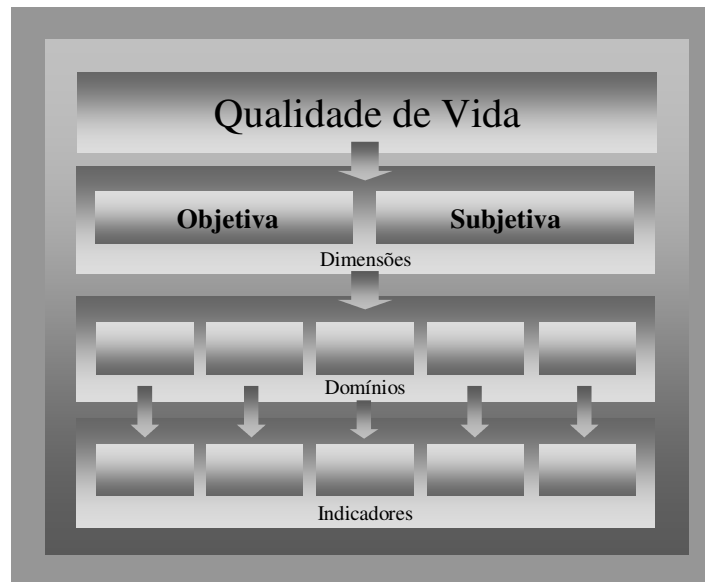 Qualidade de Vida
Objetiva Subjetiva
Dimensões
Domínios
Indicadores